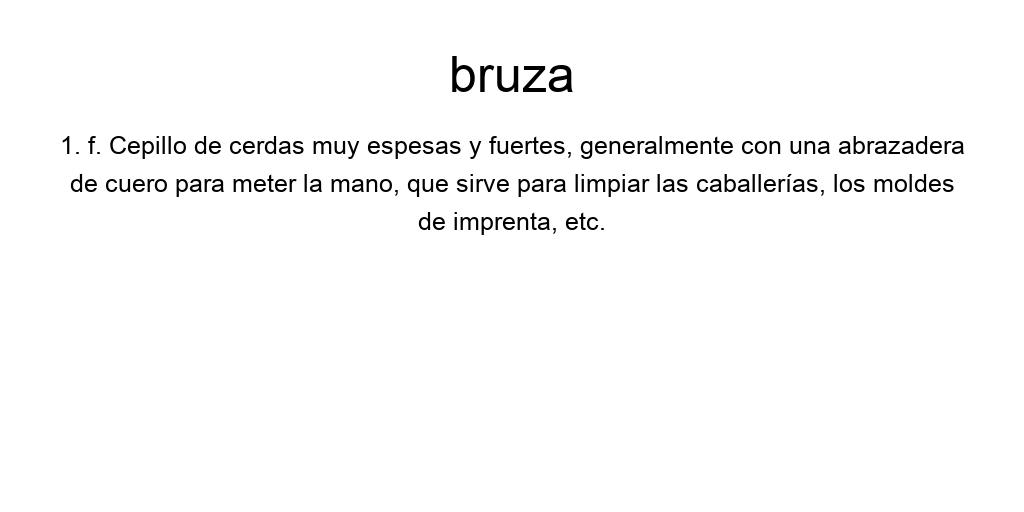 bruza
1. f. Cepillo de cerdas muy espesas y fuertes, generalmente con una abrazadera
de cuero para meter la mano, que sirve para limpiar las caballerías, los moldes
de imprenta, etc.